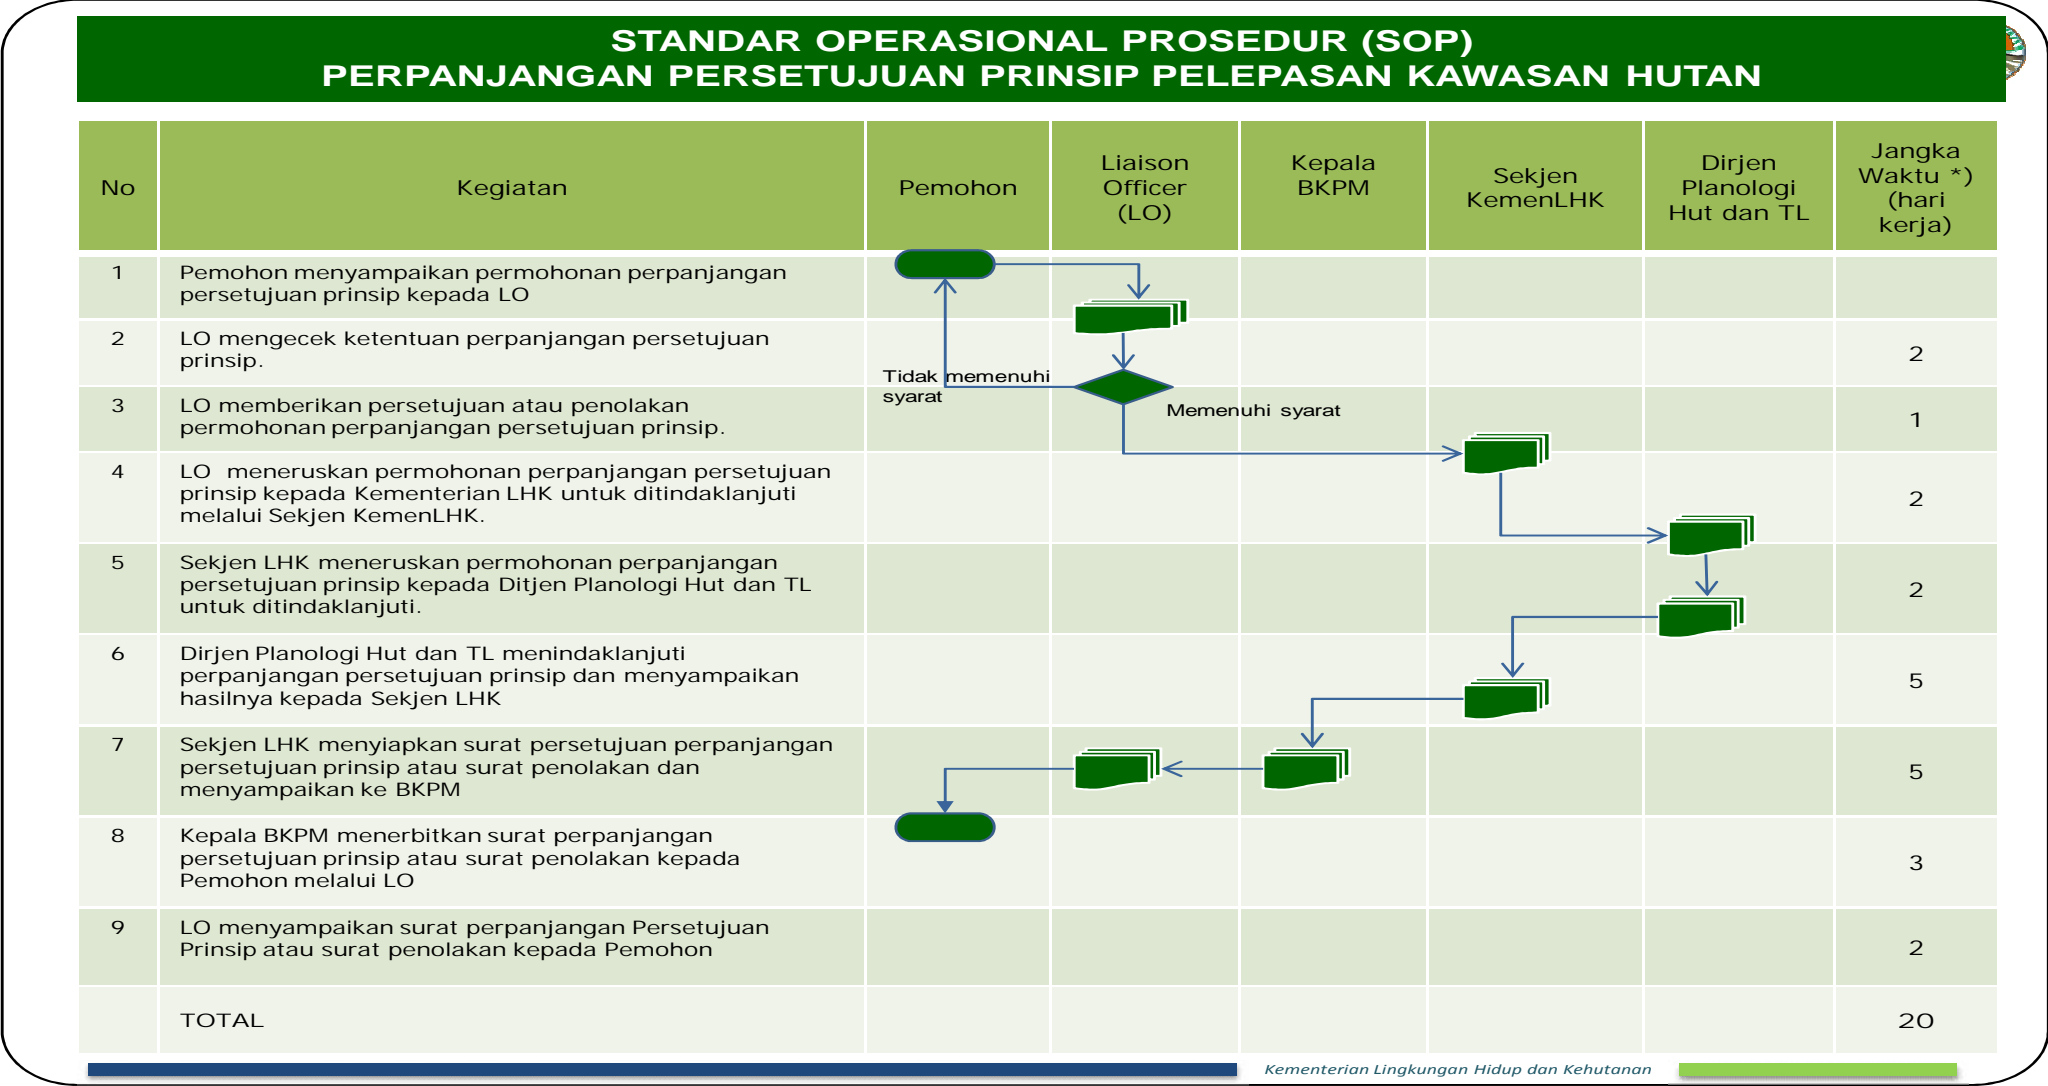 STANDAR OPERASIONAL PROSEDUR (SOP)
PERPANJANGAN PERSETUJUAN PRINSIP PELEPASAN KAWASAN HUTAN
No
Kegiatan
Pemohon
Liaison
Officer
(LO)
Kepala
BKPM
Sekjen
KemenLHK
Dirjen
Planologi
Hut dan TL
Jangka
Waktu *)
(hari
kerja)
1
Pemohon menyampaikan permohonan perpanjangan
persetujuan prinsip kepada LO
2
LO mengecek ketentuan perpanjangan persetujuan
prinsip.
2
Tidak memenuhi
syarat
Memenuhi syarat
3
LO memberikan persetujuan atau penolakan
permohonan perpanjangan persetujuan prinsip.
1
4
LO meneruskan permohonan perpanjangan persetujuan
prinsip kepada Kementerian LHK untuk ditindaklanjuti
melalui Sekjen KemenLHK.
2
5
Sekjen LHK meneruskan permohonan perpanjangan
persetujuan prinsip kepada Ditjen Planologi Hut dan TL
untuk ditindaklanjuti.
2
6
Dirjen Planologi Hut dan TL menindaklanjuti
perpanjangan persetujuan prinsip dan menyampaikan
hasilnya kepada Sekjen LHK
5
7
Sekjen LHK menyiapkan surat persetujuan perpanjangan
persetujuan prinsip atau surat penolakan dan
menyampaikan ke BKPM
5
8
Kepala BKPM menerbitkan surat perpanjangan
persetujuan prinsip atau surat penolakan kepada
Pemohon melalui LO
3
9
LO menyampaikan surat perpanjangan Persetujuan
Prinsip atau surat penolakan kepada Pemohon
2
TOTAL
20
Kementerian Lingkungan Hidup dan Kehutanan